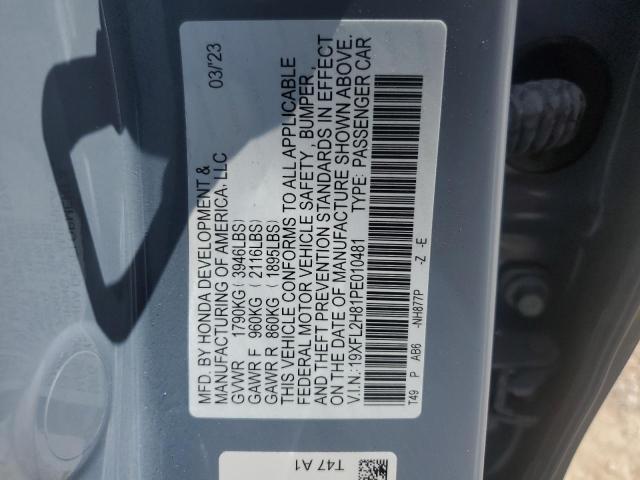 MFD. BY HONDA DEVELOPMENT & 03/'23
MANUFACTURING OF AMERICA, LLC
GVWR 1790KG (3946LBS)
GAWR F 960KG (2116LBS)
GAWR R 860KG (1895LBS)
THIS VEHICLE CONFORMS TO ALL APPLICABLE
FEDERAL MOTOR VEHICLE SAFETY, BUMPER,
AND THEFT PREVENTION STANDARDS IN EFFECT
ON THE DATE OF MANUFACTURE SHOWN ABOVE.
V.I.N.: 19XFL2H81PE010481 TYPE: PASSENGER CAR
T49 P AB6 -NH877P -Z -E
T47 A1